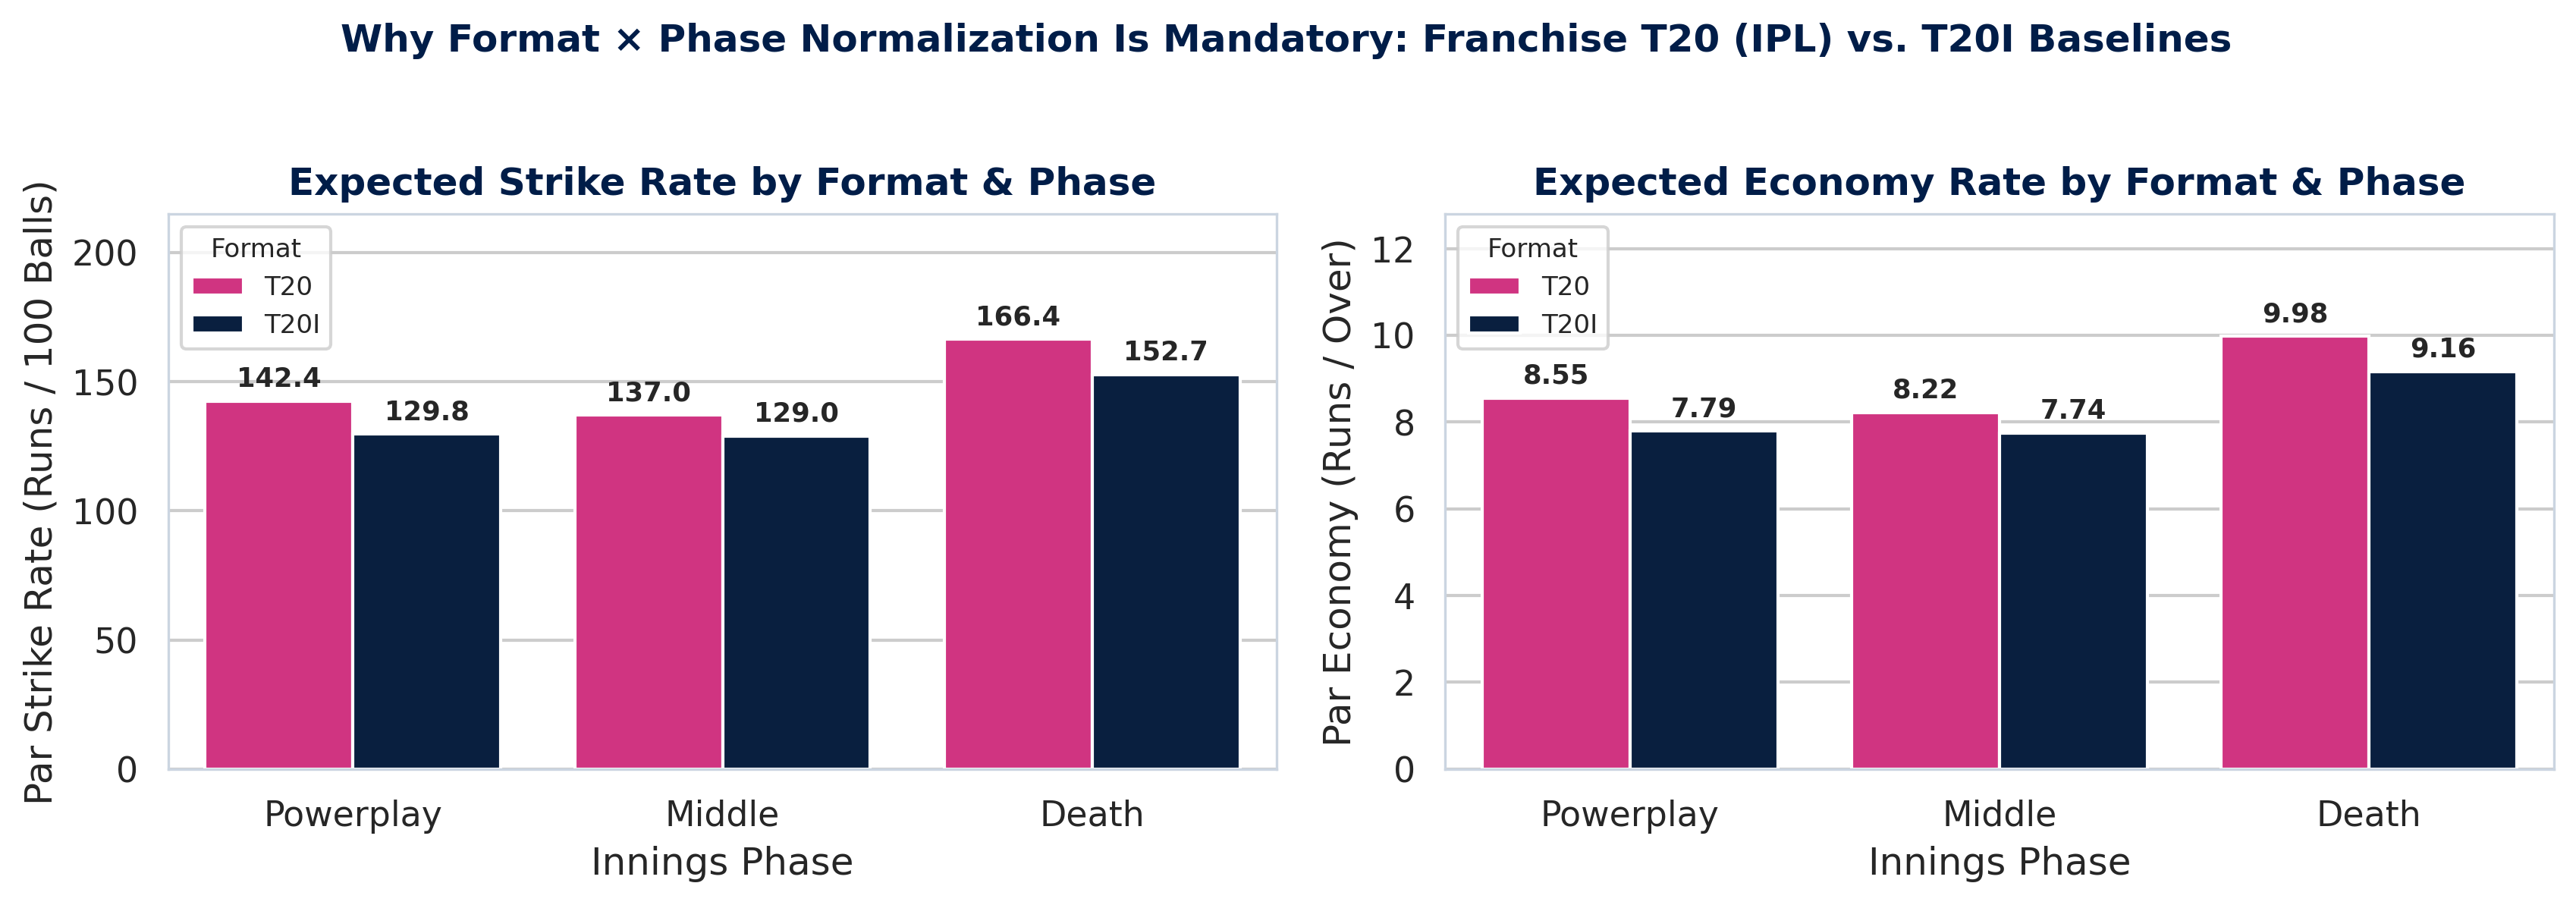 Why Format × Phase Normalization Is Mandatory: Franchise T20 (IPL) vs. T20I Baselines
Expected Strike Rate by Format & Phase
Par Strike Rate (Runs / 100 Balls)
200
150
100
50
0
Format
T20
T20I
142.4
129.8
137.0
129.0
166.4
152.7
Powerplay
Middle
Death
Innings Phase
Expected Economy Rate by Format & Phase
Par Economy (Runs / Over)
12
10
8
6
4
2
0
Format
T20
T20I
8.55
7.79
8.22
7.74
9.98
9.16
Powerplay
Middle
Death
Innings Phase